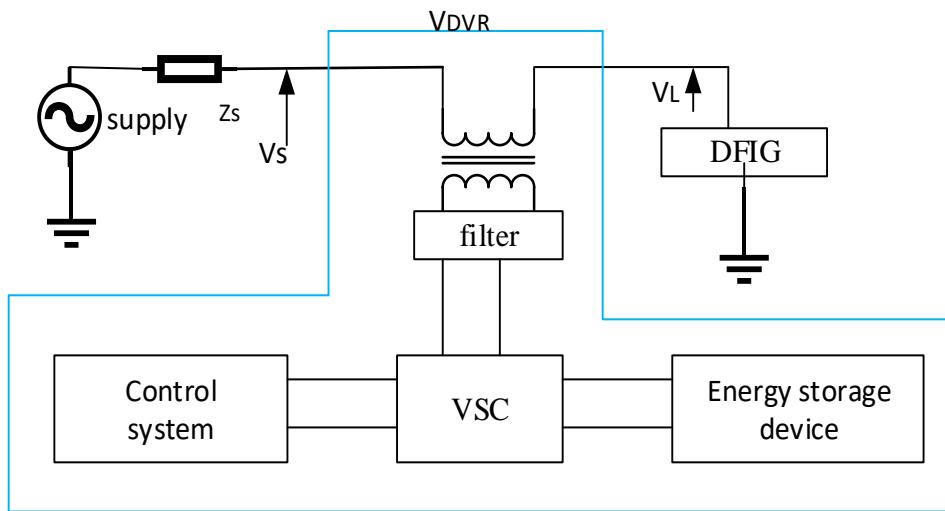 VDVR
supply
Zs
Vs
VL
DFIG
filter
Control
system
VSC
Energy storage
device